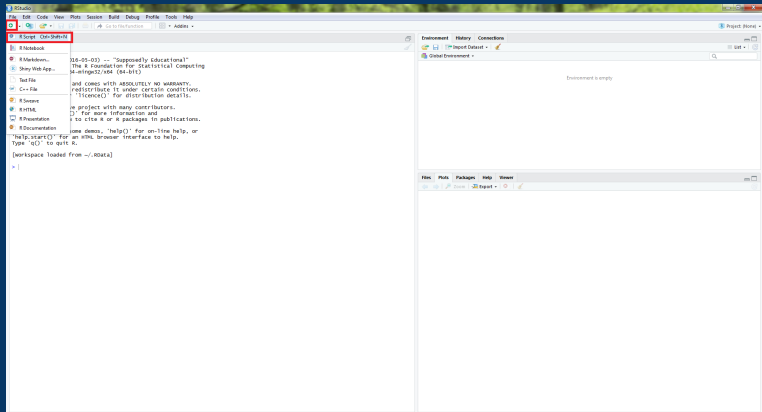 RStudio
File Edit Code View Plots Session Build Debug Profile Tools Help
Go to file/function Addins
Project: (None)
R Script Ctrl+Shift+N
R Notebook
R Markdown...
Shiny Web App...
Text File
C++ File
R Sweave
R HTML
R Presentation
R Documentation
016-05-03) -- "Supposedly Educational"
The R Foundation for Statistical Computing
4-mingw32/x64 (64-bit)
and comes with ABSOLUTELY NO WARRANTY.
redistribute it under certain conditions.
'licence()' for distribution details.
e project with many contributors.
)' for more information and
to cite R or R packages in publications.
ome demos, 'help()' for on-line help, or
'help.start()' for an HTML browser interface to help.
Type 'q()' to quit R.
[Workspace loaded from ~/.RData]
>
Environment History Connections
Import Dataset
List
Global Environment
Environment is empty
Files Plots Packages Help Viewer
Zoom Export